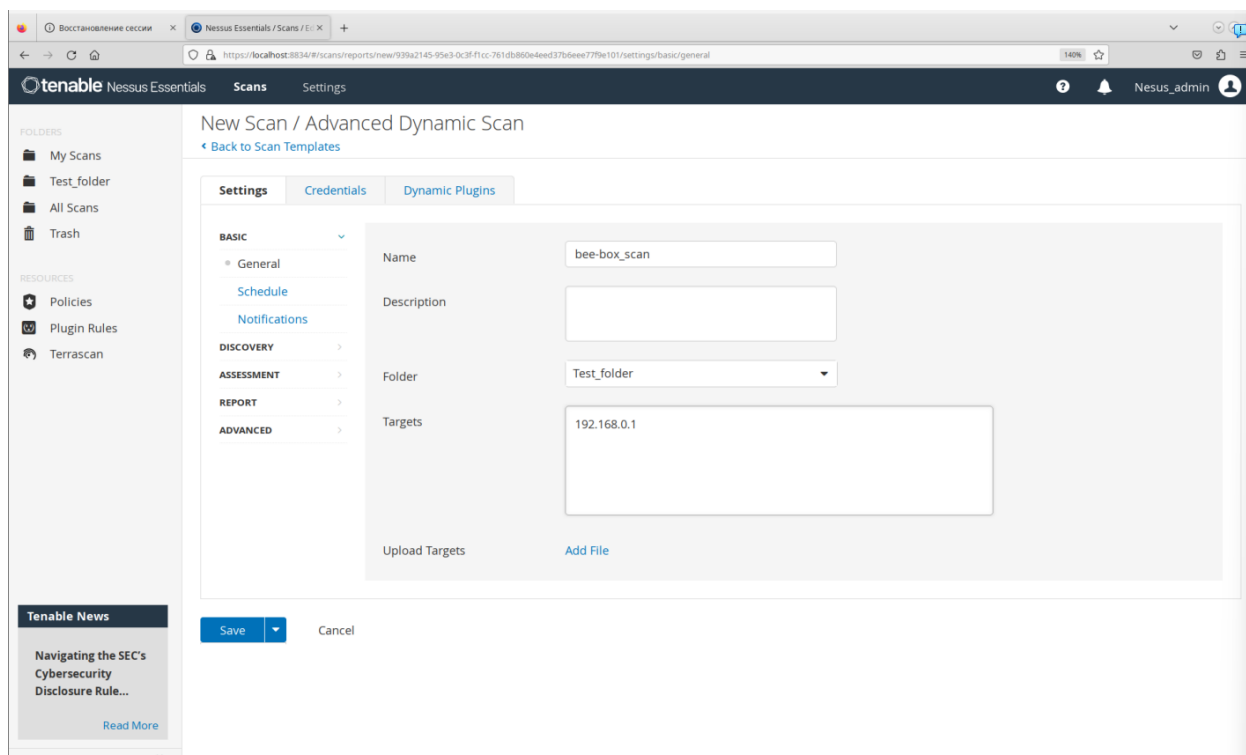 Восстановление сессии
Nessus Essentials / Scans / Ed
https://localhost:8834/#/scans/reports/new/939a2145-95e3-0c3f-f1cc-761db860e4eed37b6eee77f9e101/settings/basic/general
140%
tenable Nessus Essentials
Scans
Settings
Nesus_admin
FOLDERS
My Scans
Test_folder
All Scans
Trash
RESOURCES
Policies
Plugin Rules
Terrascan
Tenable News
Navigating the SEC's
Cybersecurity
Disclosure Rule...
Read More
New Scan / Advanced Dynamic Scan
Back to Scan Templates
Settings
Credentials
Dynamic Plugins
BASIC
General
Schedule
Notifications
DISCOVERY
ASSESSMENT
REPORT
ADVANCED
Name
bee-box_scan
Description
Folder
Test_folder
Targets
192.168.0.1
Upload Targets
Add File
Save
Cancel